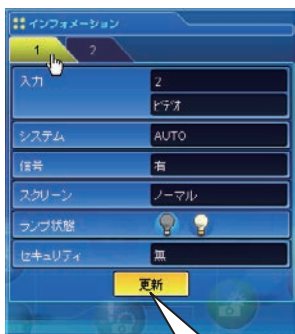 インフォメーション
1 2
入力 2
ビデオ
システム AUTO
信号 有
スクリーン ノーマル
ランプ状態
セキュリティ 無
更新